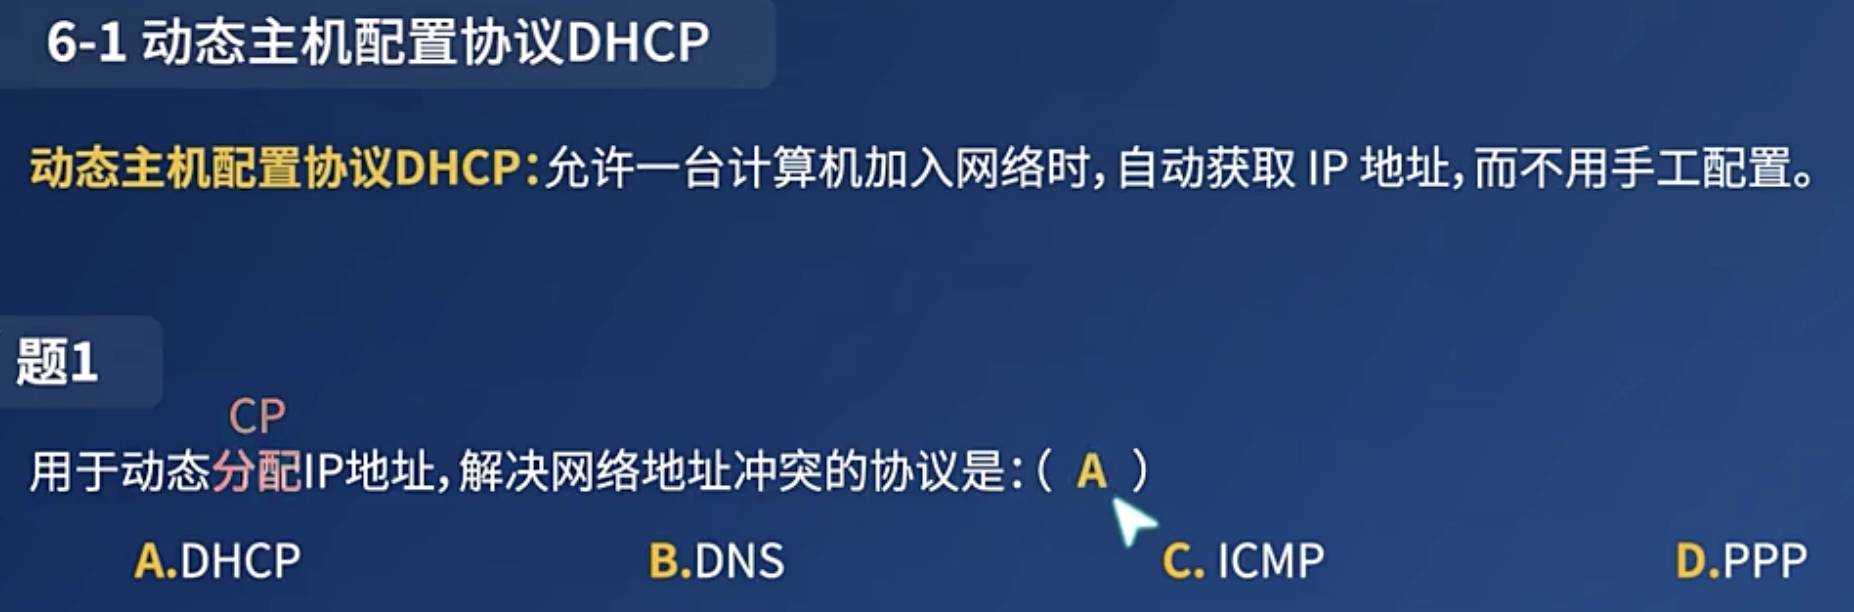 6-1 动态主机配置协议DHCP
动态主机配置协议DHCP：允许一台计算机加入网络时，自动获取 IP 地址，而不用手工配置。
题1
CP
用于动态分配IP地址，解决网络地址冲突的协议是：（ A ）
A.DHCP B.DNS C. ICMP D.PPP